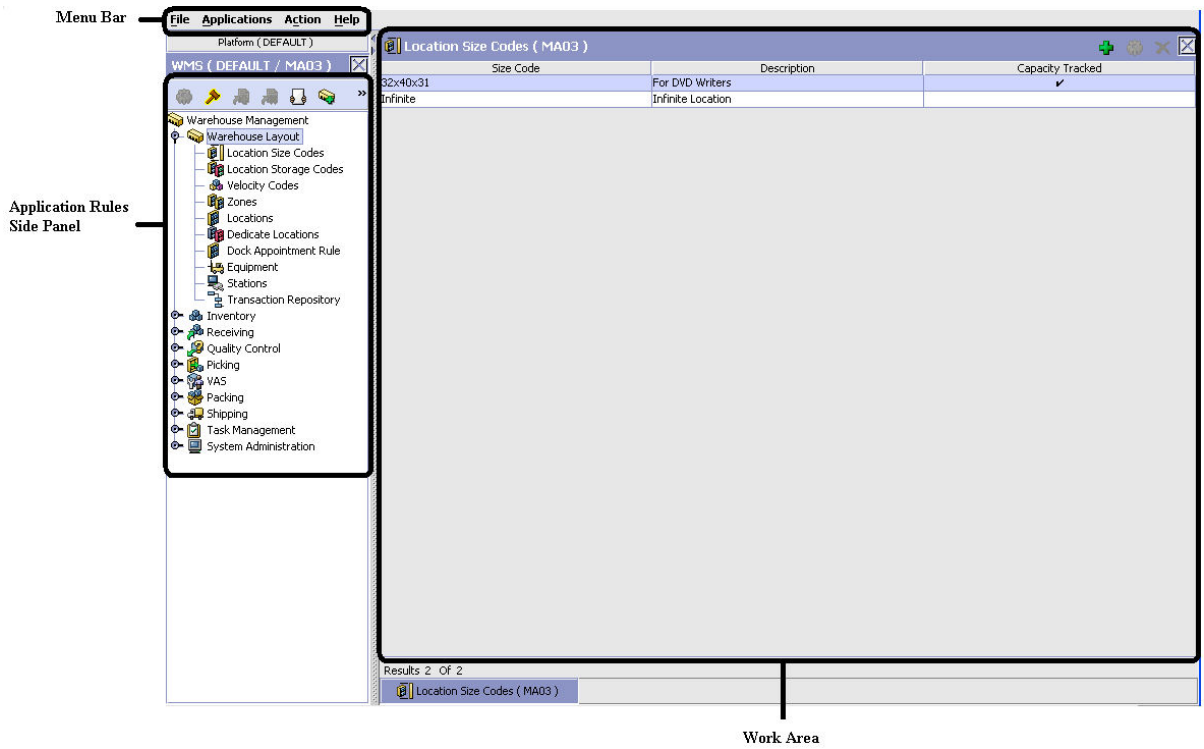 Menu Bar
File Applications Action Help
Platform ( DEFAULT )
WMS ( DEFAULT / MA03 )
»
Warehouse Management
Warehouse Layout
Location Size Codes
Location Storage Codes
Velocity Codes
Zones
Locations
Dedicate Locations
Dock Appointment Rule
Equipment
Stations
Transaction Repository
Inventory
Receiving
Quality Control
Picking
VAS
Packing
Shipping
Task Management
System Administration
Application Rules
Side Panel
Location Size Codes ( MA03 )
Size Code Description Capacity Tracked
32x40x31 For DVD Writers ✔
Infinite Infinite Location
Results 2 Of 2
Location Size Codes ( MA03 )
Work Area